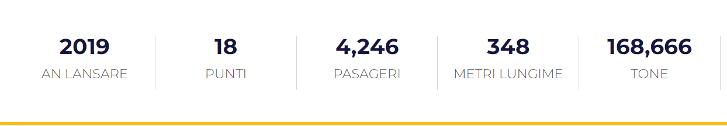 2019 18 4,246 348 168,666
AN LANSARE PUNTI PASAGERI METRI LUNGIME TONE